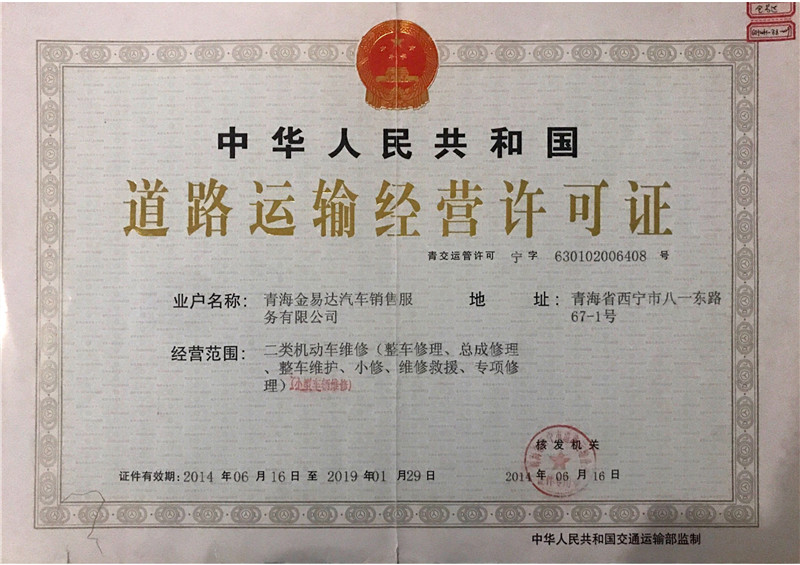 中华人民共和国
道路运输经营许可证
青交运管许可 宁 字 630102006408 号
业户名称： 青海金易达汽车销售服
务有限公司
地 址： 青海省西宁市八一东路
67-1号
经营范围： 二类机动车维修（整车修理、总成修理
、整车维护、小修、维修救援、专项修
理）(小型车辆维修)
核发机关
证件有效期：2014 年 06 月 16 日 至 2019 年 01 月 29 日
2014 年 06 月 16 日
中华人民共和国交通运输部监制